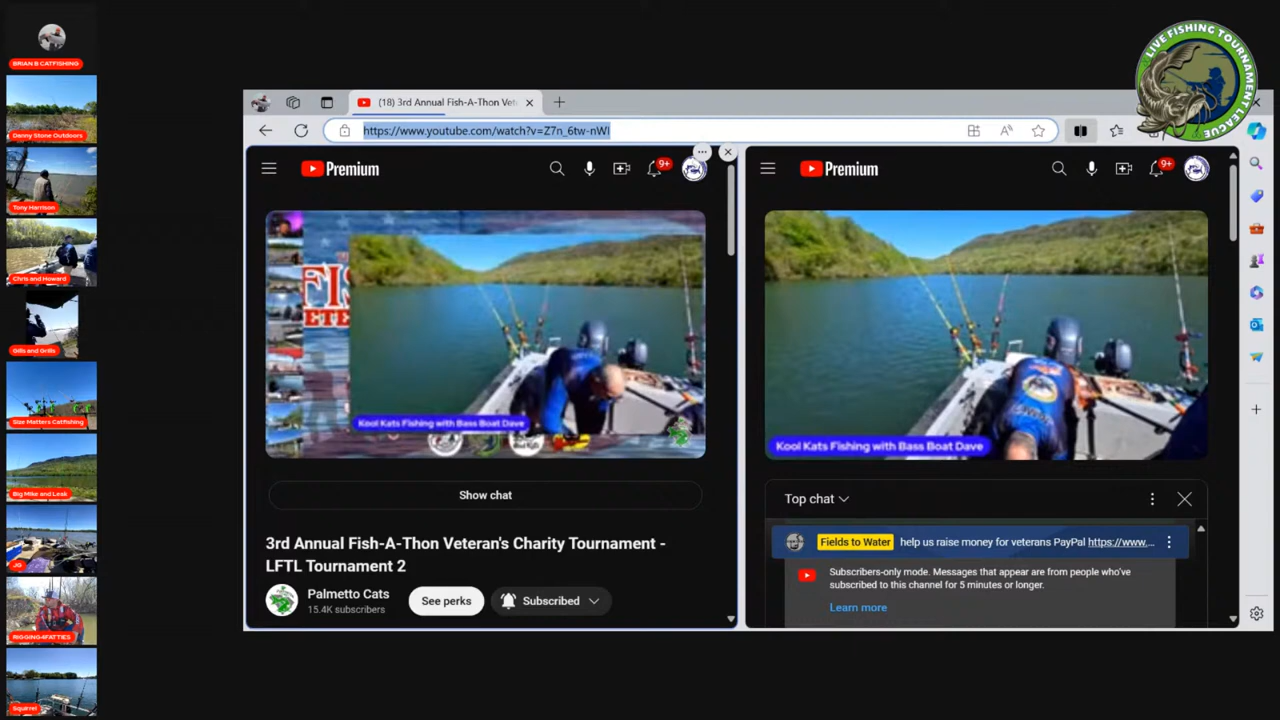 BRIAN B CATFISHING
Danny Stone Outdoors
Tony Harrison
Chris and Howard
Gills and Grills
Size Matters Catfishing
Big Mike and Leak
JG
RIGGING4FATTIES
Squirrel
LIVE FISHING TOURNAMENT LEAGUE
(18) 3rd Annual Fish-A-Thon Vet
https://www.youtube.com/watch?v=Z7n_6tw-nWI
Premium
9+
Kool Kats Fishing with Bass Boat Dave
Show chat
3rd Annual Fish-A-Thon Veteran's Charity Tournament -
LFTL Tournament 2
Palmetto Cats
15.4K subscribers
See perks
Subscribed
Premium
9+
Kool Kats Fishing with Bass Boat Dave
Top chat
Fields to Water help us raise money for veterans PayPal https://www....
Subscribers-only mode. Messages that appear are from people who've
subscribed to this channel for 5 minutes or longer.
Learn more